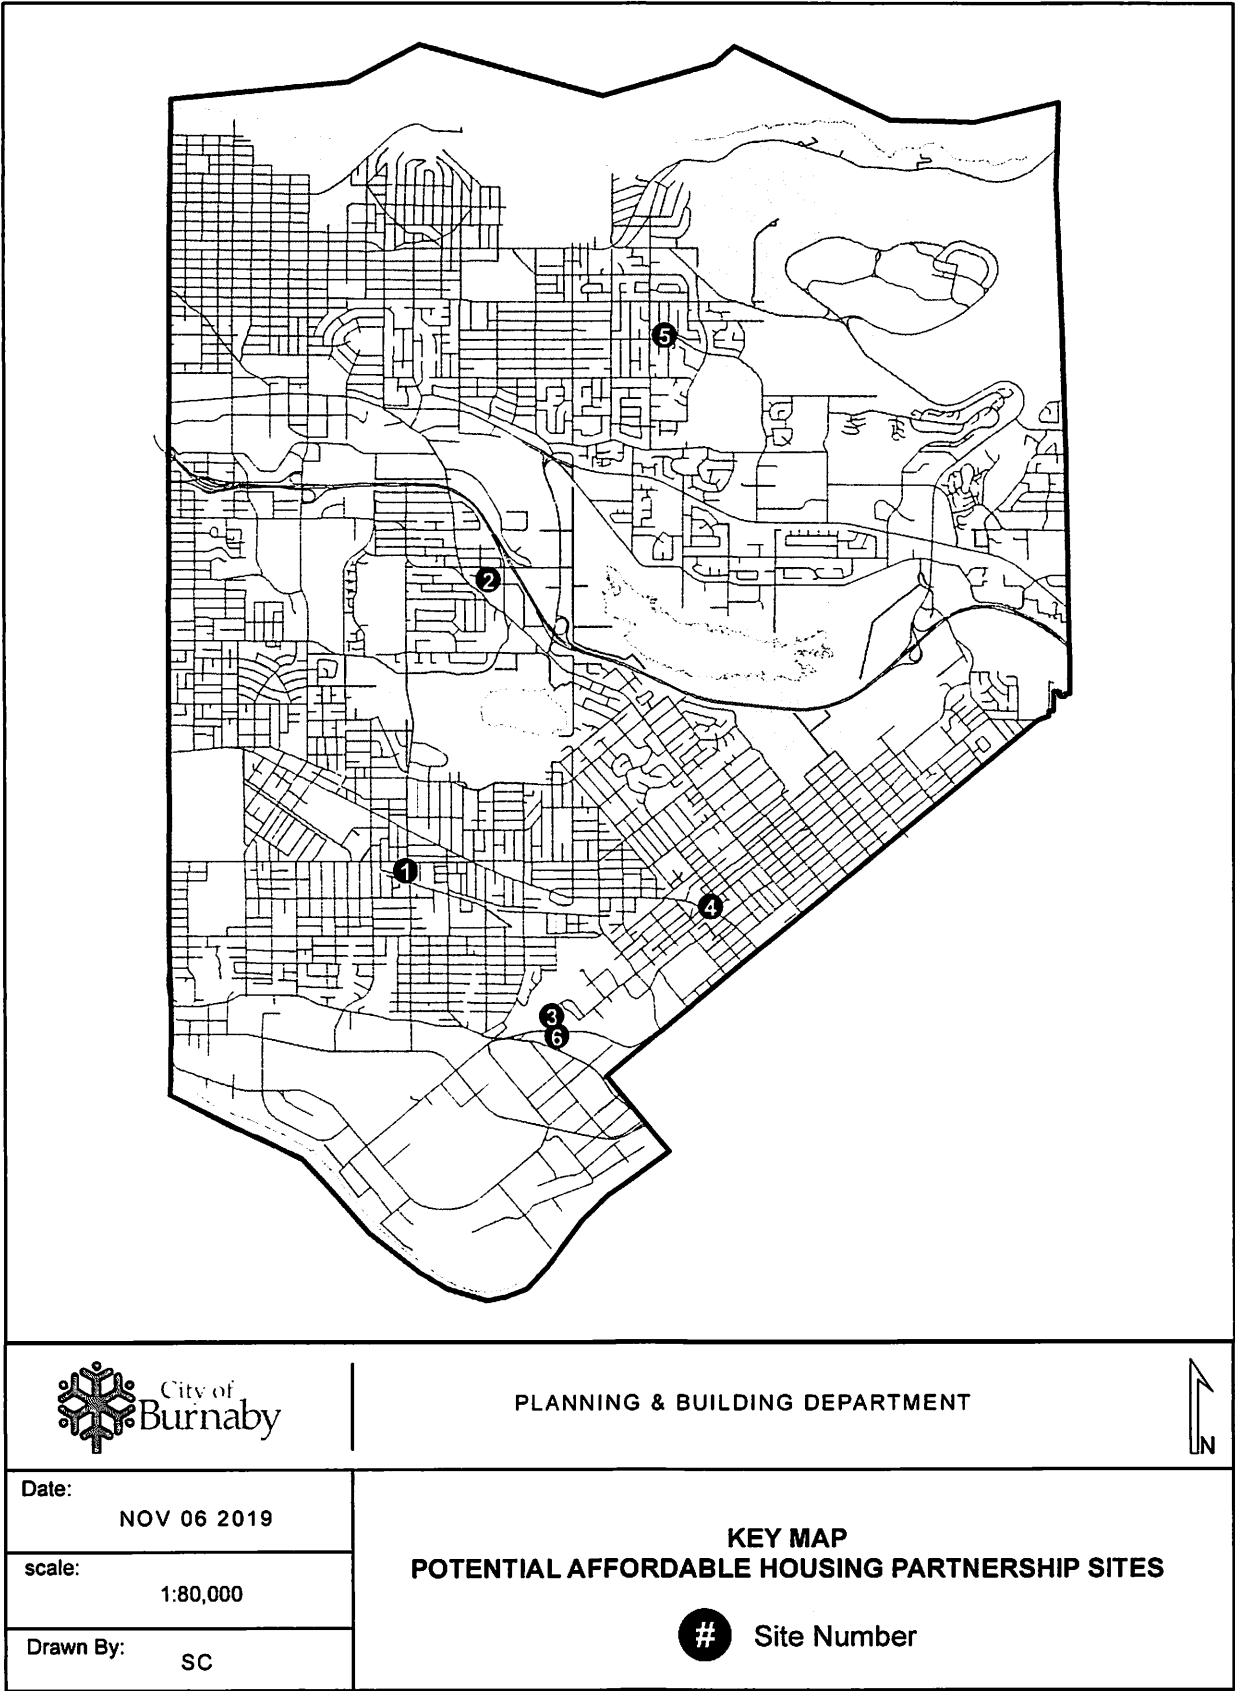 5
2
1
4
3
6
City of
Burnaby
PLANNING & BUILDING DEPARTMENT
N
Date:
NOV 06 2019
scale:
1:80,000
Drawn By:
SC
KEY MAP
POTENTIAL AFFORDABLE HOUSING PARTNERSHIP SITES
# Site Number